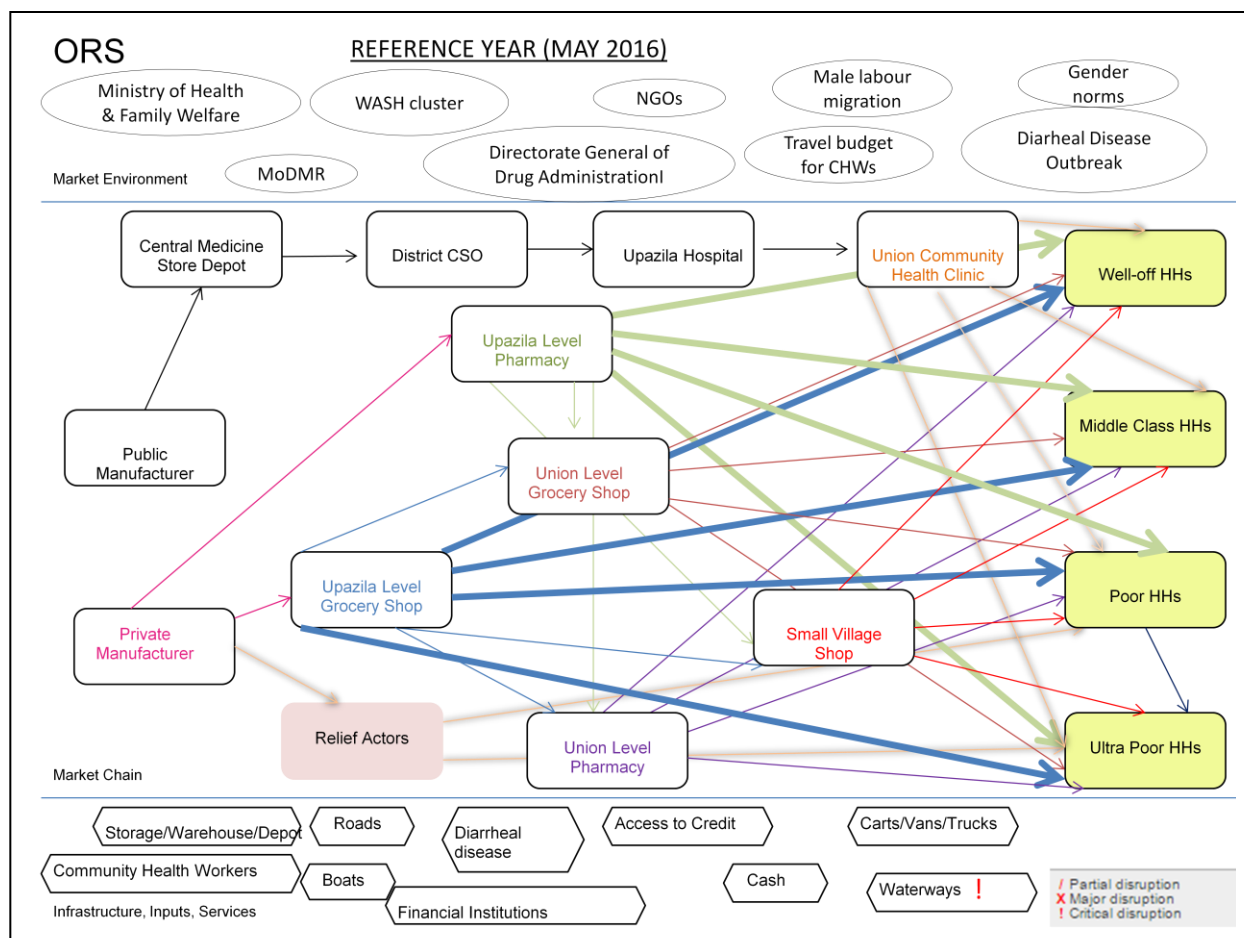 ORS
REFERENCE YEAR (MAY 2016)
Ministry of Health
& Family Welfare
WASH cluster
NGOs
Male labour
migration
Gender
norms
MoDMR
Directorate General of
Drug AdministrationI
Travel budget
for CHWs
Diarheal Disease
Outbreak
Market Environment
Central Medicine
Store Depot
District CSO
Upazila Hospital
Union Community
Health Clinic
Well-off HHs
Upazila Level
Pharmacy
Public
Manufacturer
Union Level
Grocery Shop
Middle Class HHs
Upazila Level
Grocery Shop
Poor HHs
Private
Manufacturer
Small Village
Shop
Relief Actors
Union Level
Pharmacy
Ultra Poor HHs
Market Chain
Storage/Warehouse/Depot
Roads
Diarrheal
disease
Access to Credit
Carts/Vans/Trucks
Community Health Workers
Boats
Cash
Waterways !
Financial Institutions
Infrastructure, Inputs, Services
/ Partial disruption
X Major disruption
! Critical disruption